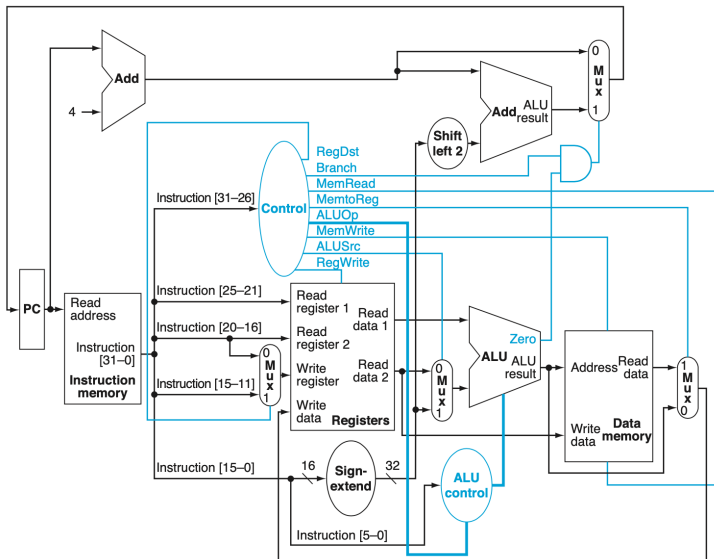 0
M
u
x
1
Add
4
Add
ALU
result
Shift
left 2
RegDst
Branch
MemRead
MemtoReg
ALUOp
MemWrite
ALUSrc
RegWrite
Control
Instruction [31–26]
Instruction [25–21]
Instruction [20–16]
Instruction [15–11]
Instruction [15–0]
Instruction [5–0]
PC
Read
address
Instruction
[31–0]
Instruction
memory
0
M
u
x
1
Read
register 1
Read
register 2
Write
register
Write
data
Read
data 1
Read
data 2
Registers
0
M
u
x
1
Zero
ALU
ALU
result
Address
Read
data
Write
data
Data
memory
1
M
u
x
0
16
Sign-
extend
32
ALU
control